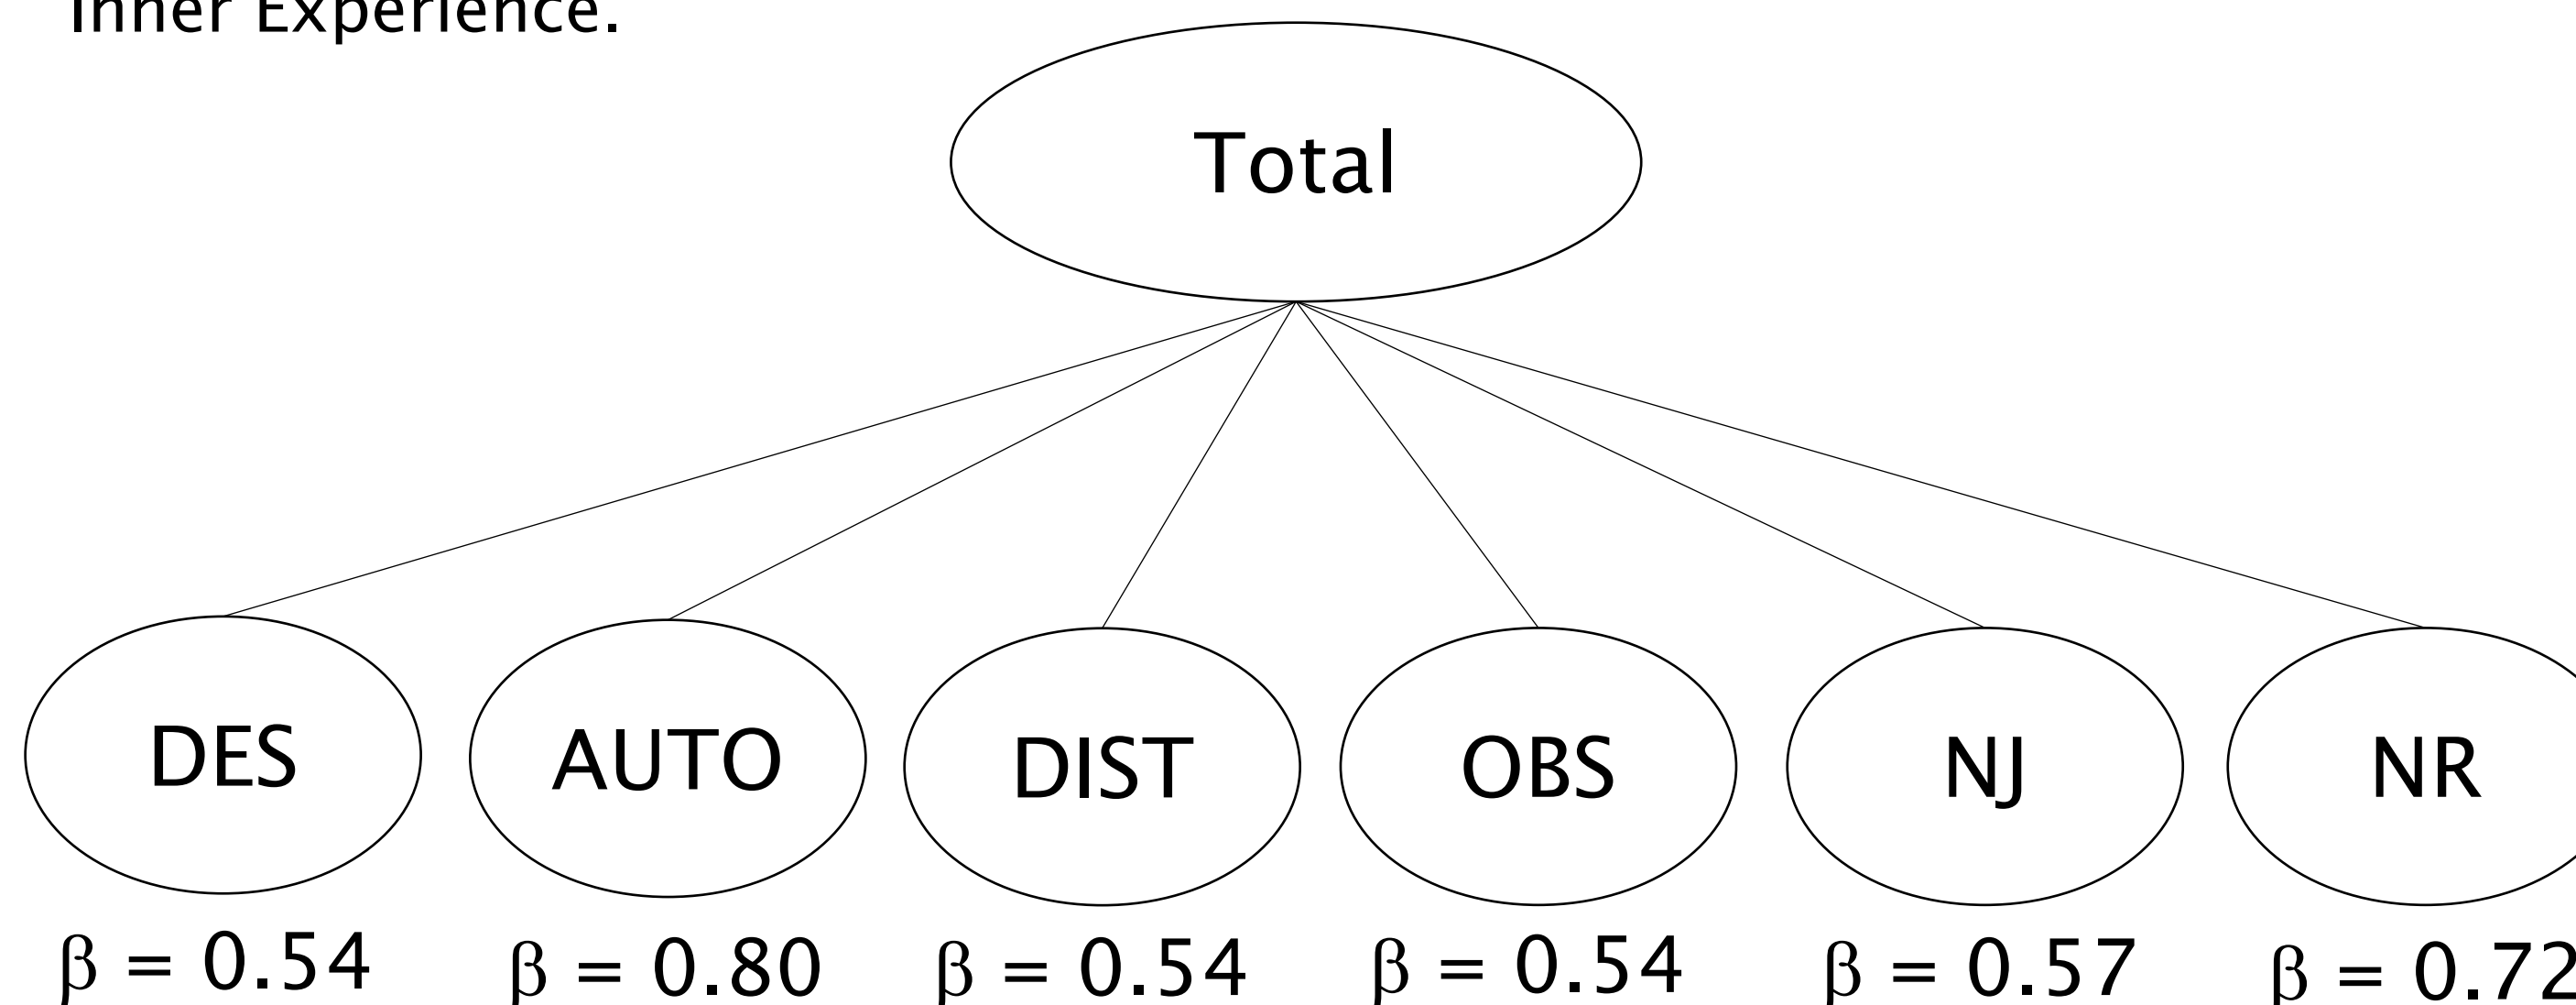 Inner Experience.
Total
DES AUTO DIST OBS NJ NR
β = 0.54 β = 0.80 β = 0.54 β = 0.54 β = 0.57 β = 0.72